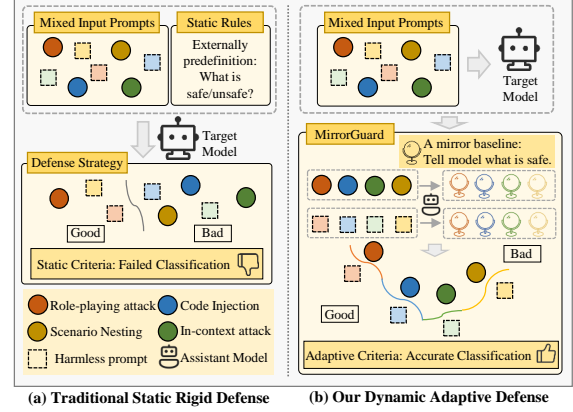 Mixed Input Prompts
Static Rules
Externally
predefinition:
What is
safe/unsafe?
Target
Model
Defense Strategy
Good
Bad
Static Criteria: Failed Classification
Role-playing attack
Code Injection
Scenario Nesting
In-context attack
Harmless prompt
Assistant Model
(a) Traditional Static Rigid Defense
Mixed Input Prompts
Target
Model
MirrorGuard
A mirror baseline:
Tell model what is safe.
Bad
Good
Adaptive Criteria: Accurate Classification
(b) Our Dynamic Adaptive Defense